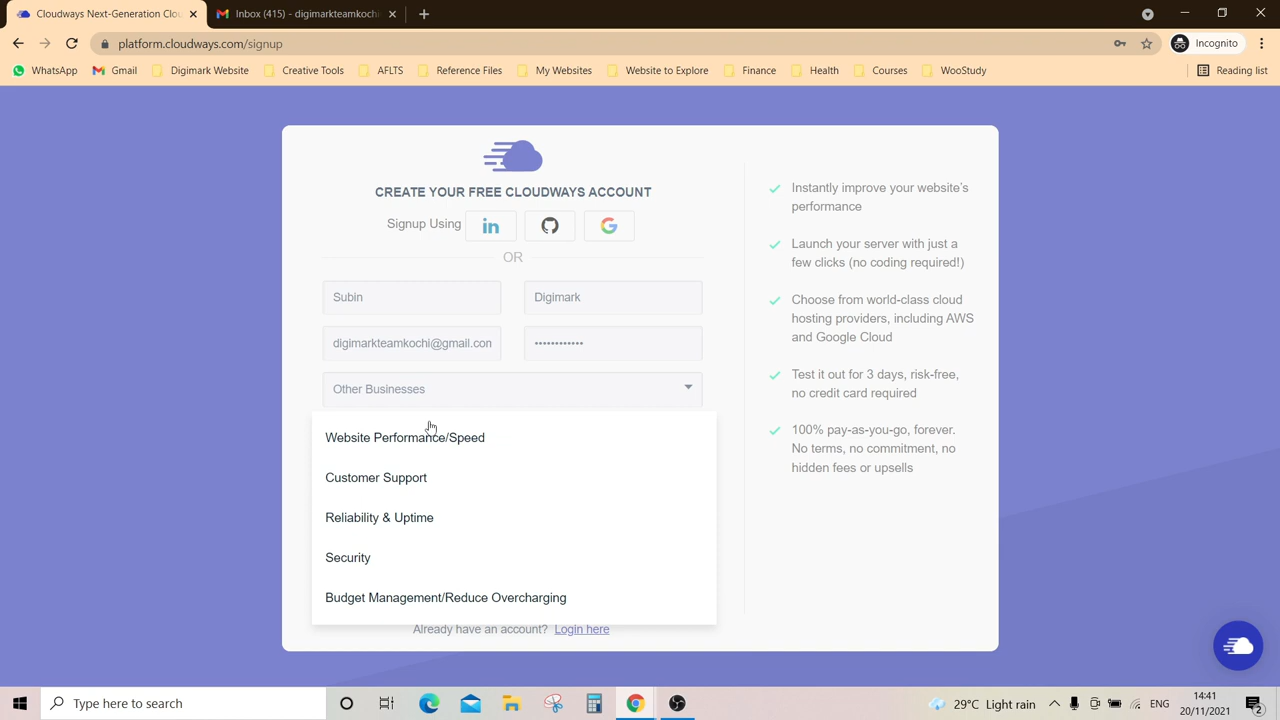 Cloudways Next-Generation Clou
Inbox (415) - digimarkteamkochi
platform.cloudways.com/signup
Incognito
WhatsApp
Gmail
Digimark Website
Creative Tools
AFLTS
Reference Files
My Websites
Website to Explore
Finance
Health
Courses
WooStudy
Reading list
CREATE YOUR FREE CLOUDWAYS ACCOUNT
Signup Using
in
G
OR
Subin
Digimark
digimarkteamkochi@gmail.con
••••••••••••
Other Businesses
Website Performance/Speed
Customer Support
Reliability & Uptime
Security
Budget Management/Reduce Overcharging
Already have an account? Login here
Instantly improve your website's
performance
Launch your server with just a
few clicks (no coding required!)
Choose from world-class cloud
hosting providers, including AWS
and Google Cloud
Test it out for 3 days, risk-free,
no credit card required
100% pay-as-you-go, forever.
No terms, no commitment, no
hidden fees or upsells
Type here to search
29°C Light rain
ENG
14:41
20/11/2021
2